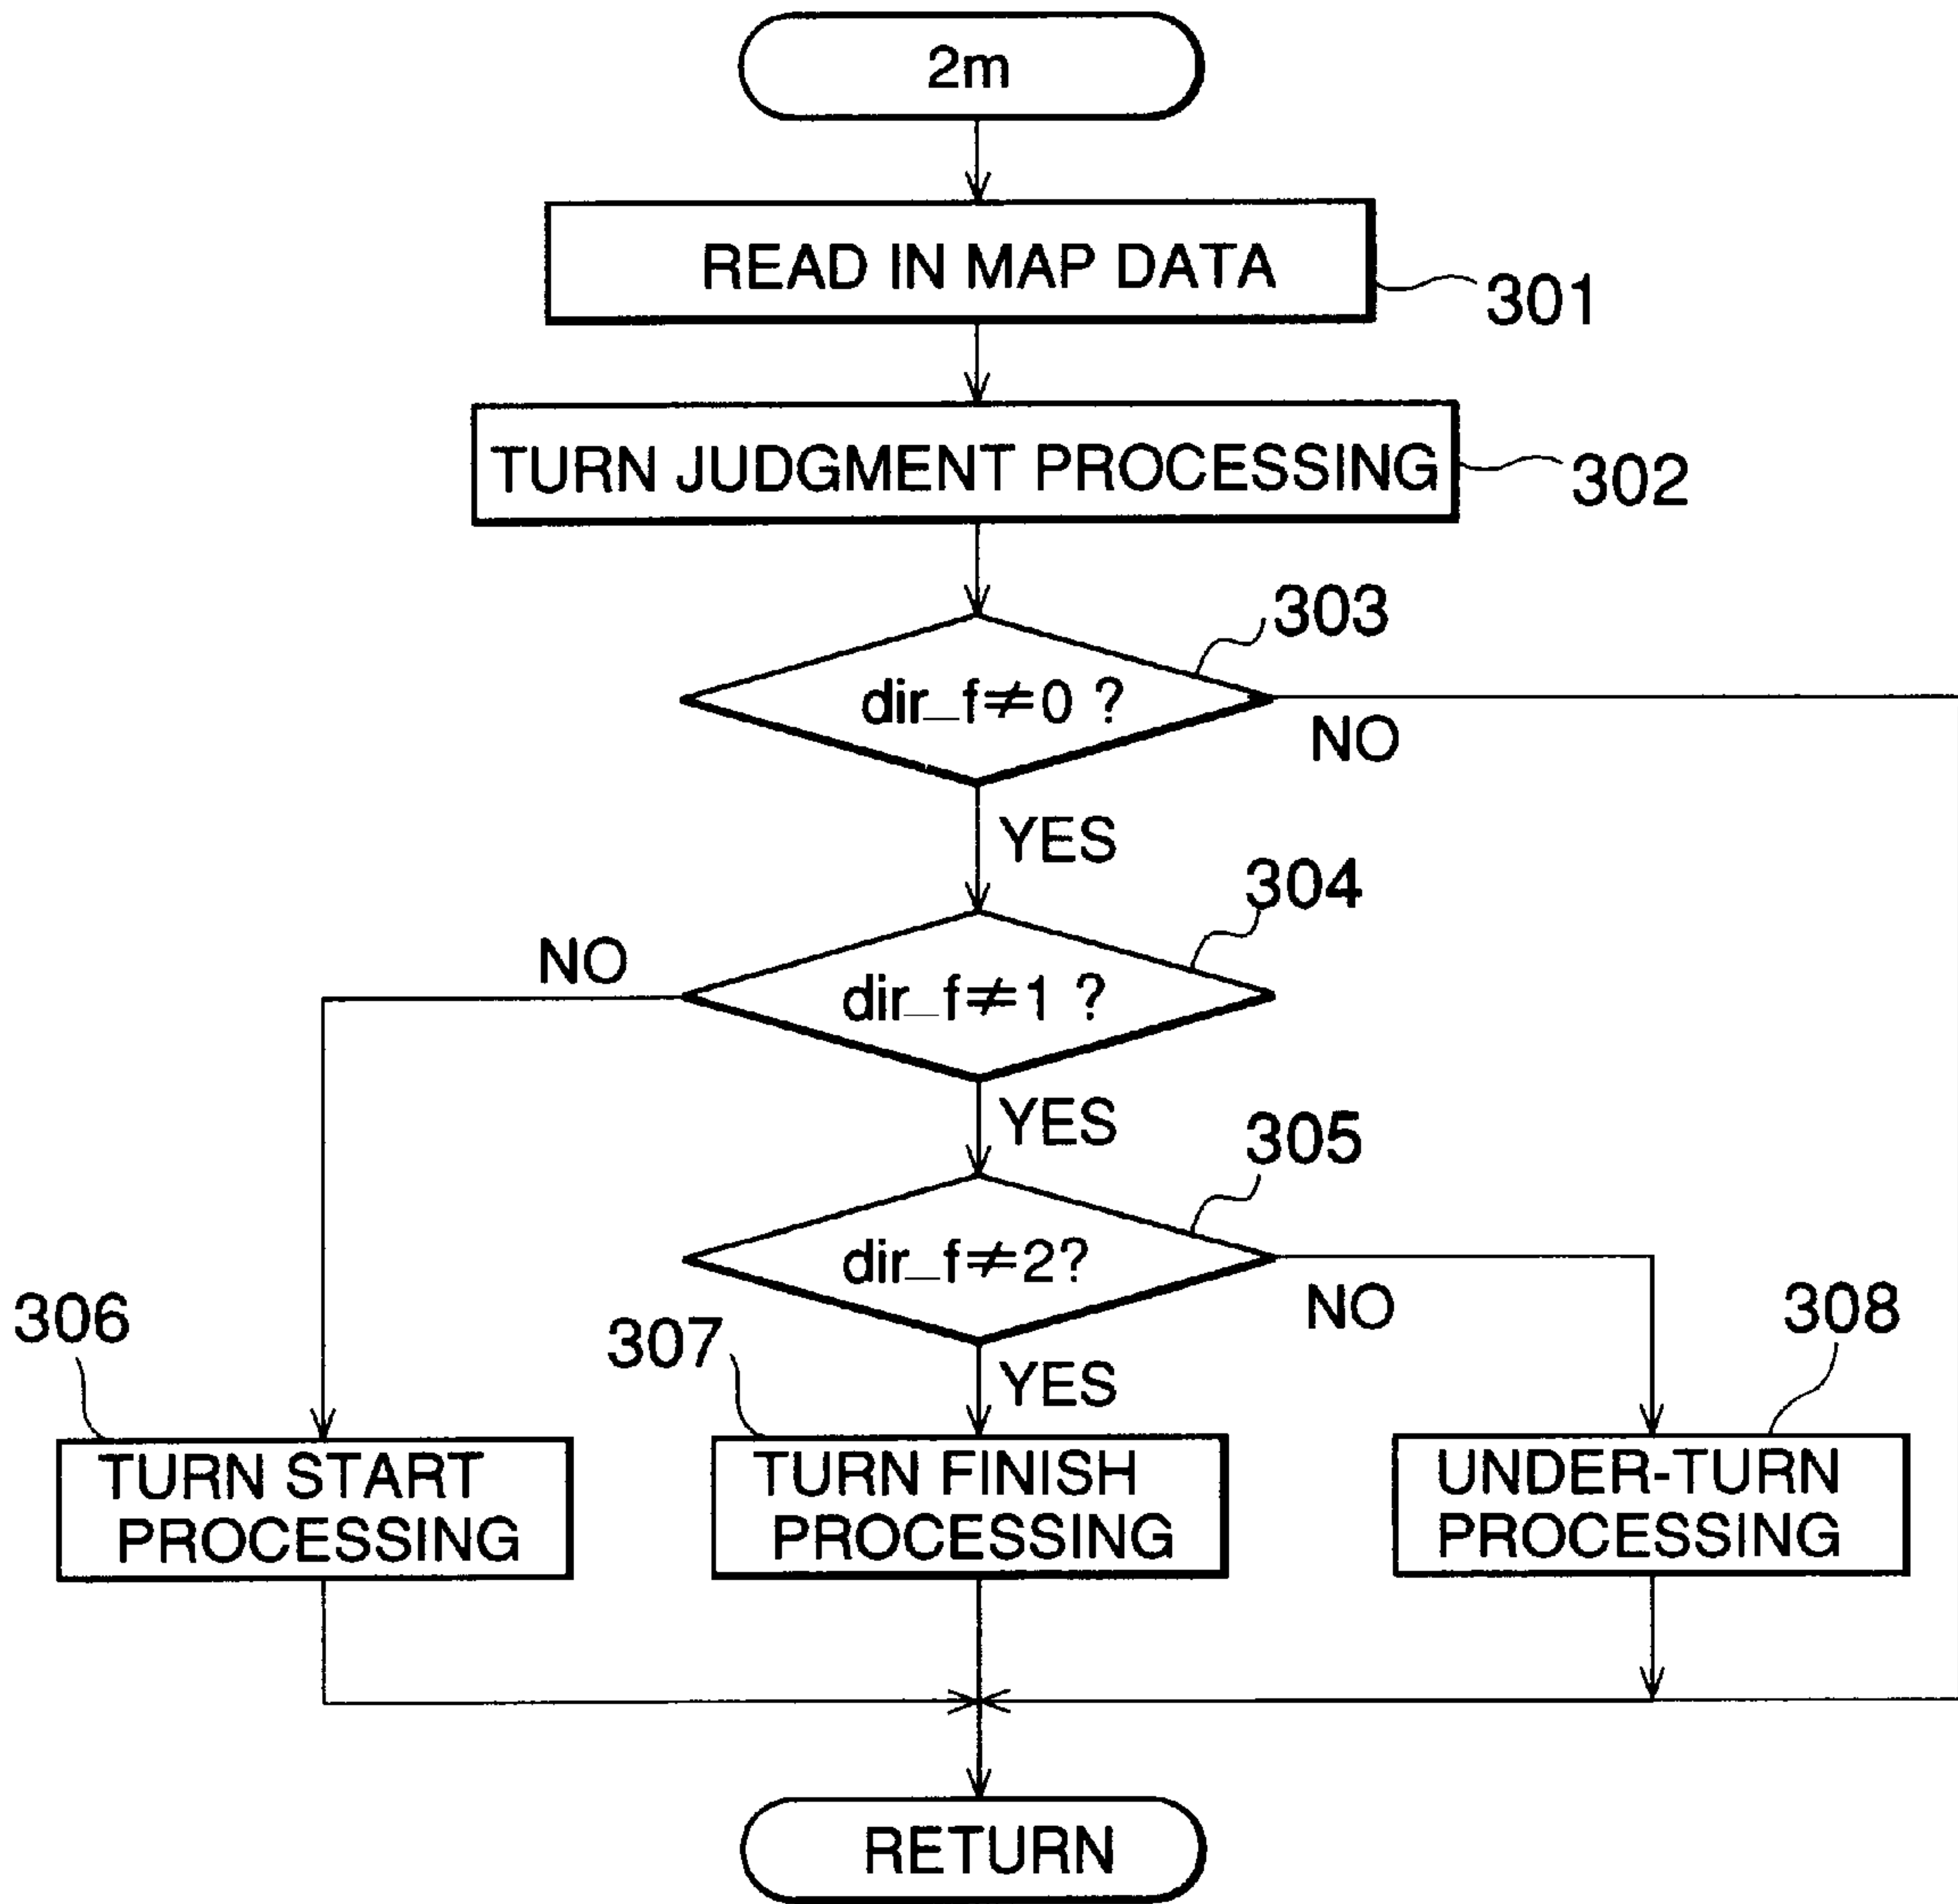 2m
READ IN MAP DATA
301
TURN JUDGMENT PROCESSING
302
303
dir_f≠0 ?
NO
YES
304
NO
dir_f≠1 ?
YES
305
dir_f≠2?
NO
306
307
308
YES
TURN START
PROCESSING
TURN FINISH
PROCESSING
UNDER-TURN
PROCESSING
RETURN